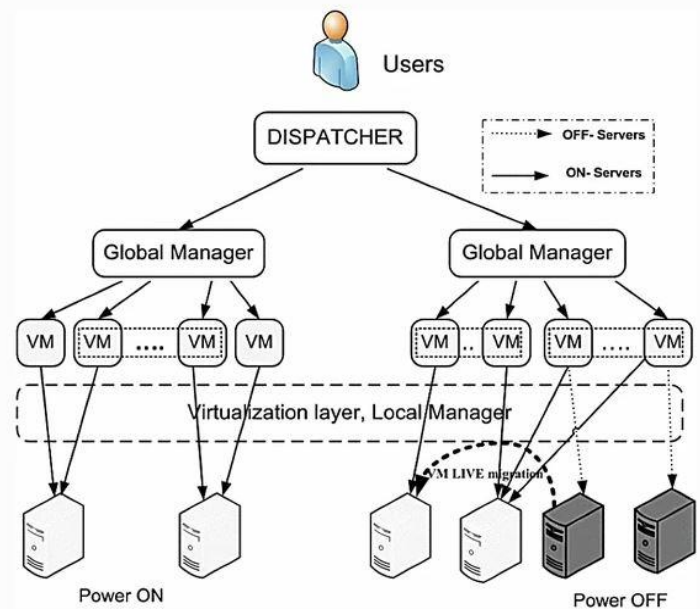 Users
DISPATCHER
OFF- Servers
ON- Servers
Global Manager
Global Manager
VM
VM
....
VM
VM
VM
..
VM
VM
....
VM
Virtualization layer, Local Manager
VM LIVE migration
Power ON
Power OFF